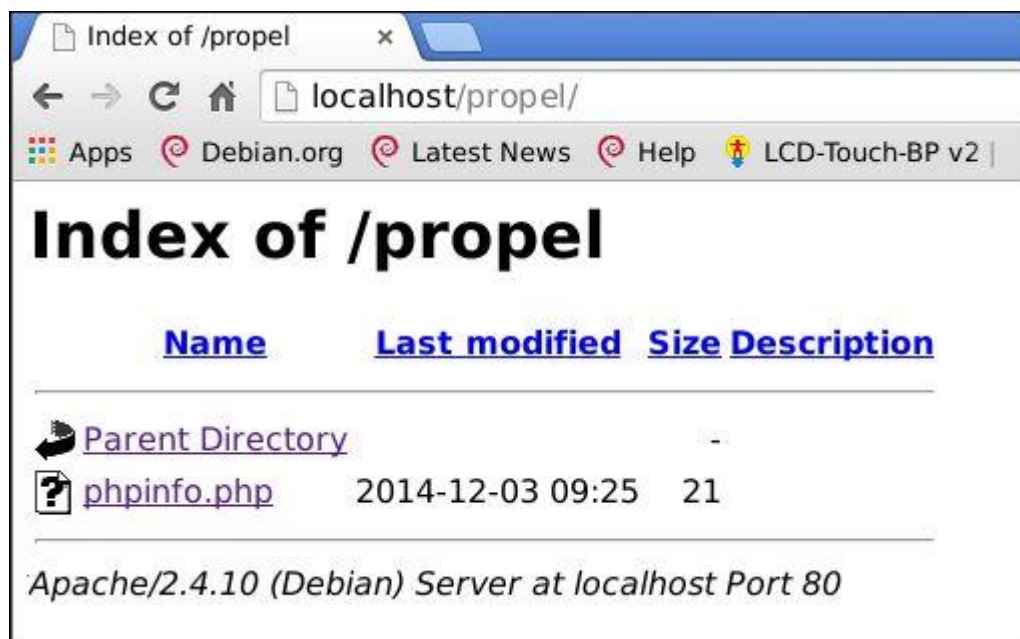 Index of /propel
localhost/propel/
Apps Debian.org Latest News Help LCD-Touch-BP v2 |
Index of /propel
Name Last modified Size Description
Parent Directory -
phpinfo.php 2014-12-03 09:25 21
Apache/2.4.10 (Debian) Server at localhost Port 80